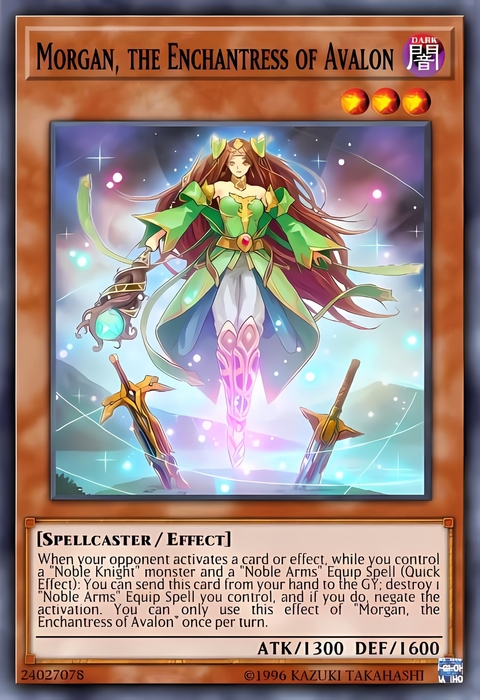 MORGAN, THE ENCHANTRESS OF AVALON
DARK
闇
[SPELLCASTER / EFFECT]
When your opponent activates a card or effect, while you control
a "Noble Knight" monster and a "Noble Arms" Equip Spell (Quick
Effect): You can send this card from your hand to the GY; destroy 1
"Noble Arms" Equip Spell you control, and if you do, negate the
activation. You can only use this effect of "Morgan, the
Enchantress of Avalon" once per turn.
ATK/1300 DEF/1600
24027078
©1996 KAZUKI TAKAHASHI